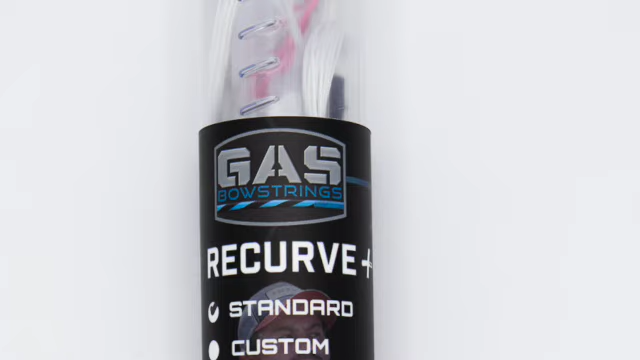 GAS
BOWSTRINGS
RECURVE +
STANDARD
CUSTOM